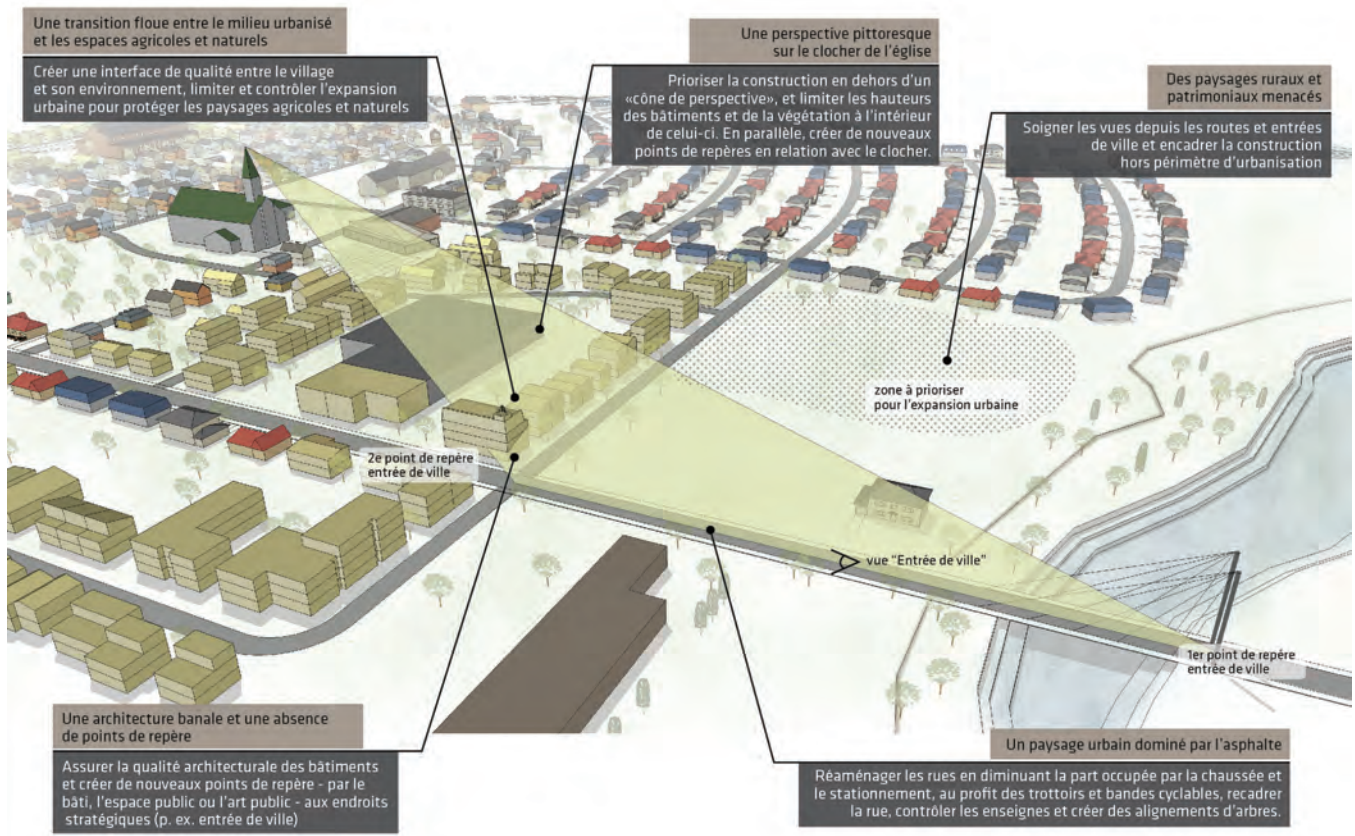 Une transition floue entre le milieu urbanisé
et les espaces agricoles et naturels
Créer une interface de qualité entre le village
et son environnement, limiter et contrôler l'expansion
urbaine pour protéger les paysages agricoles et naturels
Une perspective pittoresque
sur le clocher de l'église
Prioriser la construction en dehors d'un
«cône de perspective», et limiter les hauteurs
des bâtiments et de la végétation à l'intérieur
de celui-ci. En parallèle, créer de nouveaux
points de repères en relation avec le clocher.
Des paysages ruraux et
patrimoniaux menacés
Soigner les vues depuis les routes et entrées
de ville et encadrer la construction
hors périmètre d'urbanisation
zone à prioriser
pour l'expansion urbaine
2e point de repère
entrée de ville
vue "Entrée de ville"
1er point de repére
entrée de ville
Une architecture banale et une absence
de points de repère
Assurer la qualité architecturale des bâtiments
et créer de nouveaux points de repère - par le
bâti, l'espace public ou l'art public - aux endroits
stratégiques (p. ex. entrée de ville)
Un paysage urbain dominé par l'asphalte
Réaménager les rues en diminuant la part occupée par la chaussée et
le stationnement, au profit des trottoirs et bandes cyclables, recadrer
la rue, contrôler les enseignes et créer des alignements d'arbres.